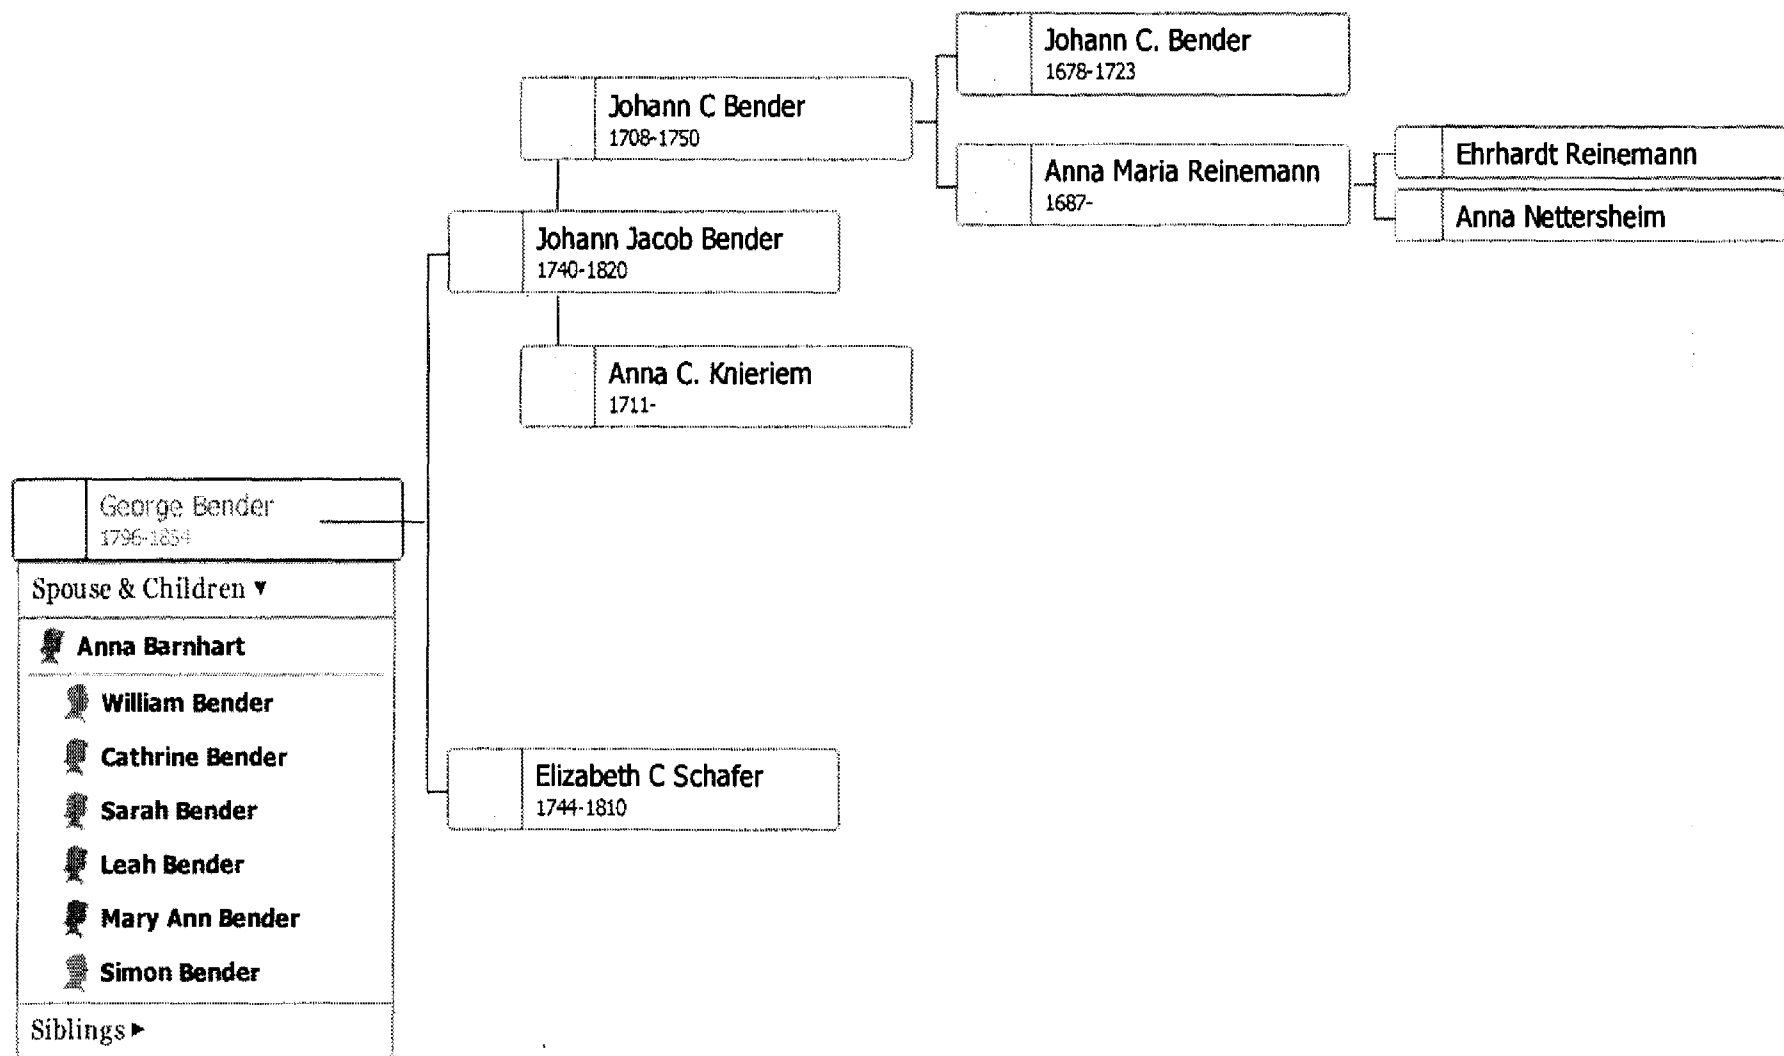 Johann C. Bender
1678-1723
Johann C Bender
1708-1750
Anna Maria Reinemann
1687-
Ehrhardt Reinemann
Anna Nettersheim
Johann Jacob Bender
1740-1820
Anna C. Knieriem
1711-
George Bender
1796-1854
Spouse & Children ▼
Anna Barnhart
William Bender
Cathrine Bender
Sarah Bender
Leah Bender
Mary Ann Bender
Simon Bender
Siblings ►
Elizabeth C Schafer
1744-1810